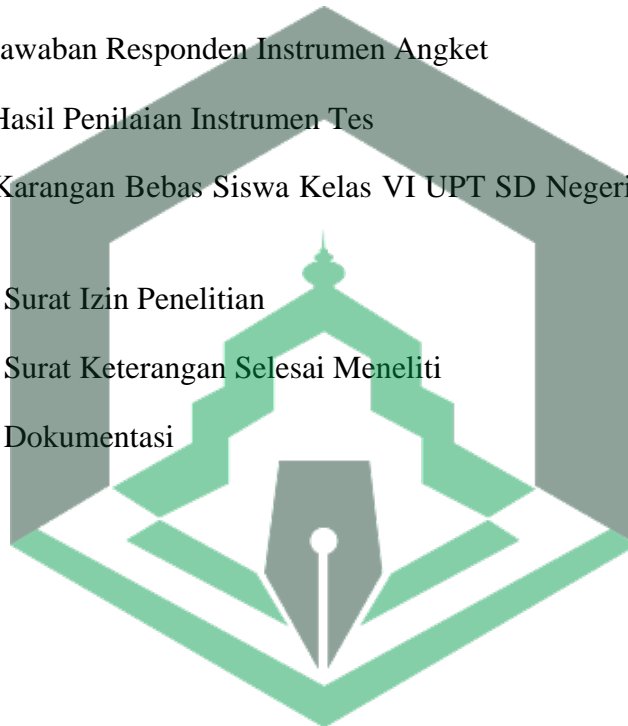 awaban Responden Instrumen Angket
Hasil Penilaian Instrumen Tes
Karangan Bebas Siswa Kelas VI UPT SD Negeri
Surat Izin Penelitian
Surat Keterangan Selesai Meneliti
Dokumentasi